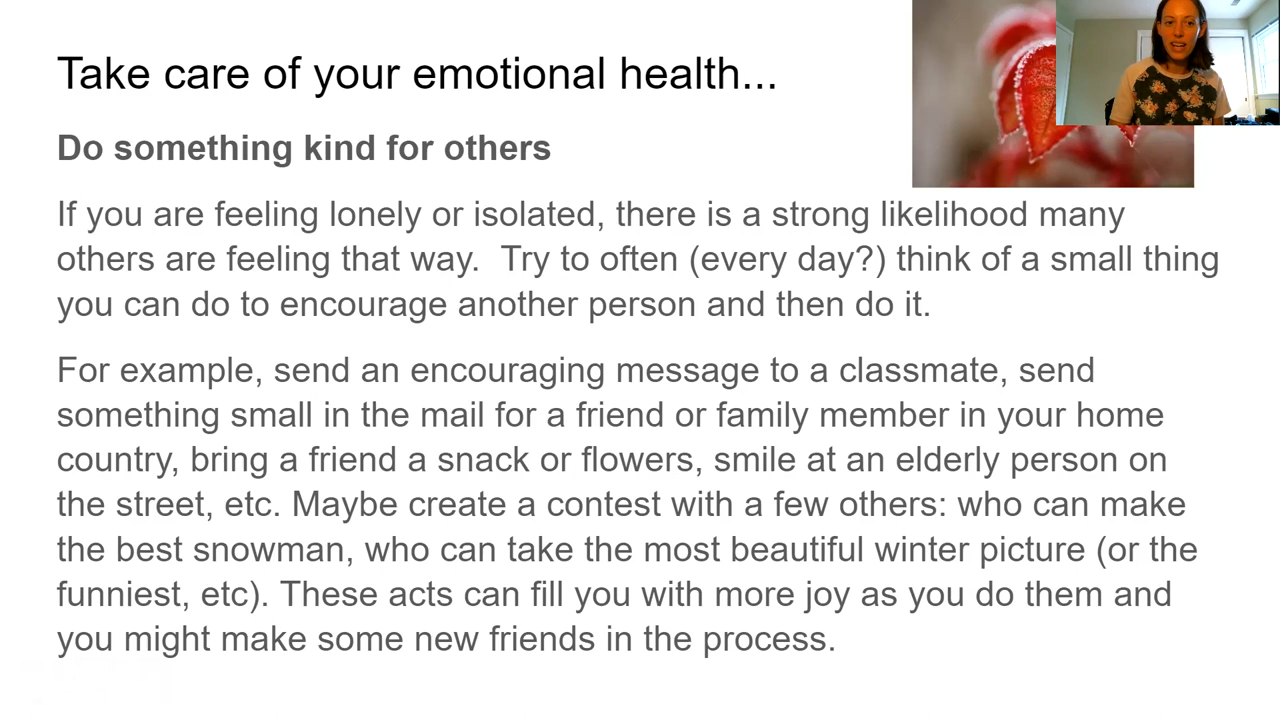 Take care of your emotional health...
Do something kind for others
If you are feeling lonely or isolated, there is a strong likelihood many
others are feeling that way.  Try to often (every day?) think of a small thing
you can do to encourage another person and then do it.
For example, send an encouraging message to a classmate, send
something small in the mail for a friend or family member in your home
country, bring a friend a snack or flowers, smile at an elderly person on
the street, etc. Maybe create a contest with a few others: who can make
the best snowman, who can take the most beautiful winter picture (or the
funniest, etc). These acts can fill you with more joy as you do them and
you might make some new friends in the process.